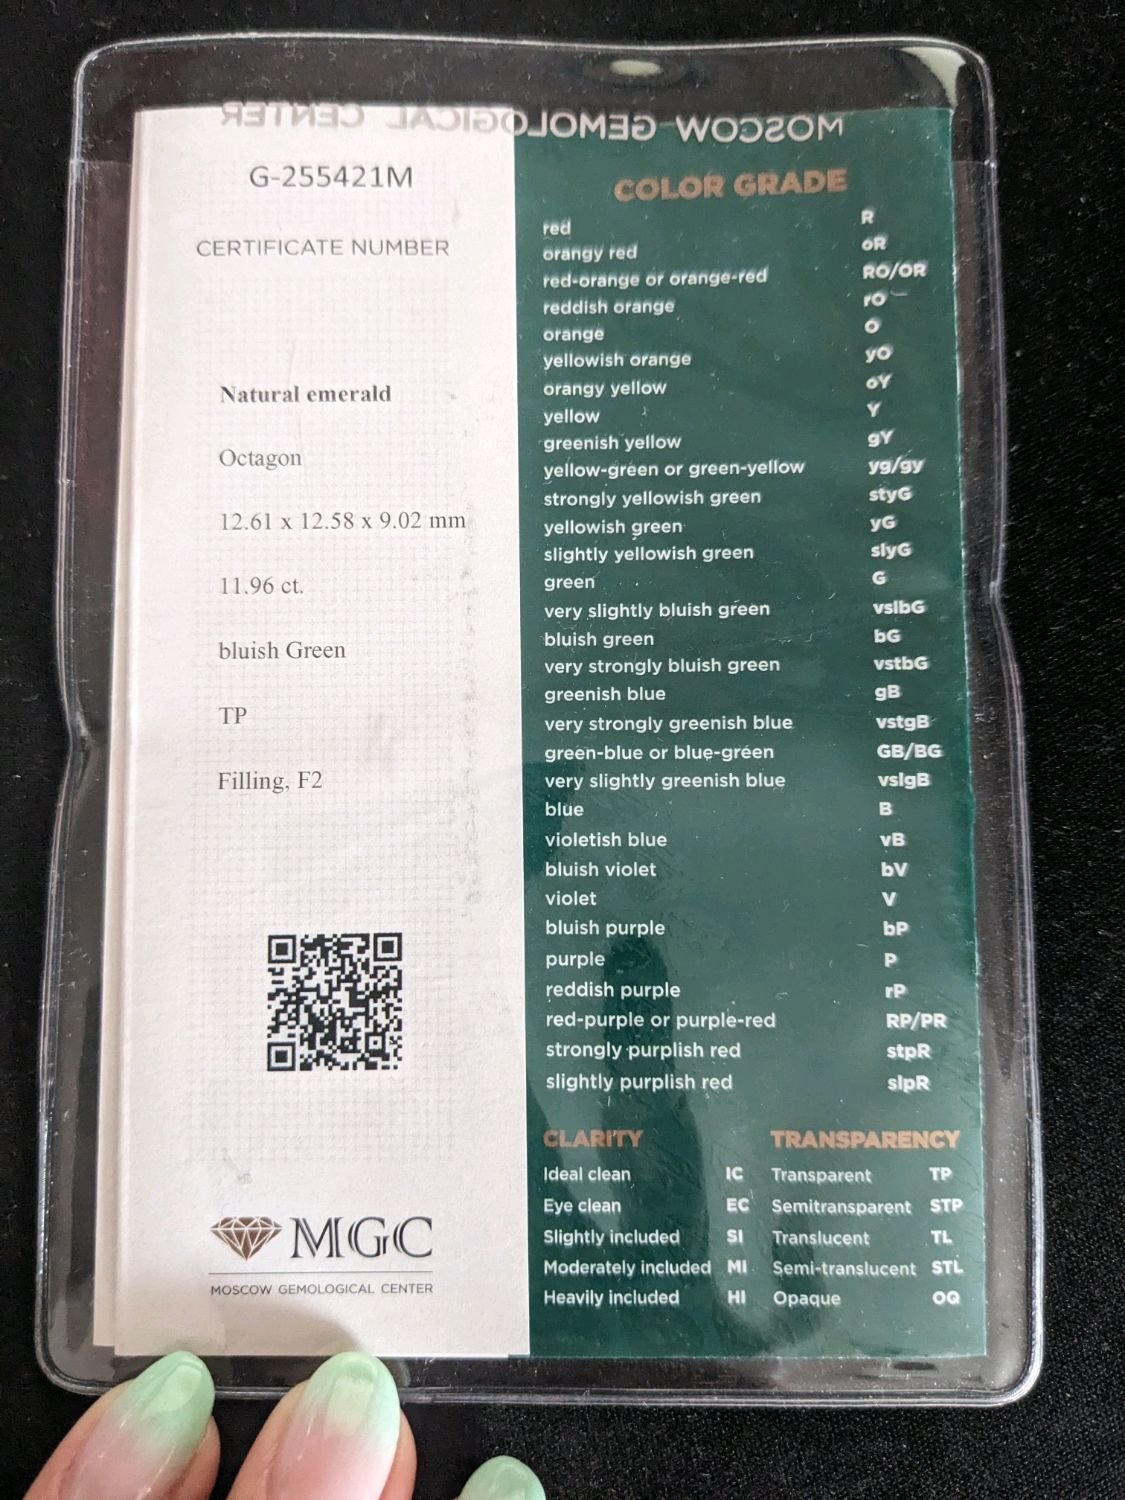 MOSCOW GEMOLOGICAL CENTER
G-255421M
CERTIFICATE NUMBER
Natural emerald
Octagon
12.61 x 12.58 x 9.02 mm
11.96 ct.
bluish Green
TP
Filling, F2
MGC
MOSCOW GEMOLOGICAL CENTER
COLOR GRADE
red R
orangy red oR
red-orange or orange-red RO/OR
reddish orange rO
orange O
yellowish orange yO
orangy yellow oY
yellow Y
greenish yellow gY
yellow-green or green-yellow yg/gy
strongly yellowish green styG
yellowish green yG
slightly yellowish green slyG
green G
very slightly bluish green vslbG
bluish green bG
very strongly bluish green vstbG
greenish blue gB
very strongly greenish blue vstgB
green-blue or blue-green GB/BG
very slightly greenish blue vslgB
blue B
violetish blue vB
bluish violet bV
violet V
bluish purple bP
purple P
reddish purple rP
red-purple or purple-red RP/PR
strongly purplish red stpR
slightly purplish red slpR
CLARITY TRANSPARENCY
Ideal clean IC Transparent TP
Eye clean EC Semitransparent STP
Slightly included SI Translucent TL
Moderately included MI Semi-translucent STL
Heavily included HI Opaque OQ